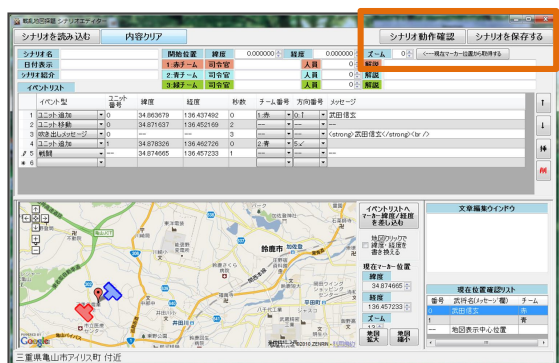 戦乱地図採題 シナリオエディター
シナリオを読み込む 内容クリア シナリオ動作確認 シナリオを保存する
シナリオ名 開始位置 緯度 0.000000 経度 0.000000 ズーム 0 <---現在マーカー位置から取得する
日付表示 1:赤チーム 司令官 人員 0 解説
シナリオ紹介 2:青チーム 司令官 人員 0 解説
イベントリスト 3:緑チーム 司令官 人員 0 解説
イベント型 ユニット番号 緯度 経度 秒数 チーム番号 方向番号 メッセージ
1 ユニット追加 0 34.863679 136.437492 0 1:赤 0:↑ 武田信玄
2 ユニット移動 0 34.871637 136.452169 2 --- ---
3 吹き出しメッセージ 0 --- --- 3 --- --- <strong>武田信玄</strong><br />
4 ユニット追加 1 34.878326 136.462726 0 2:青 5:↙
5 戦闘 --- 34.874665 136.457233 1 --- ---
* 6
イベントリストへ
マーカー緯度/経度
を差し込む
地図クリックで
緯度・経度を
書き換える
現在マーカー位置
緯度
34.874665
経度
136.457233
ズーム
13
地図拡大 地図縮小
文章編集ウインドウ
現在位置確認リスト
番号 武将名(メッセージ欄) チーム
0 武田信玄 赤
1 青
--- 地図表示中心位置
鈴鹿市
亀山市
井田川
平田町
Google
三重県亀山市アイリス町 付近